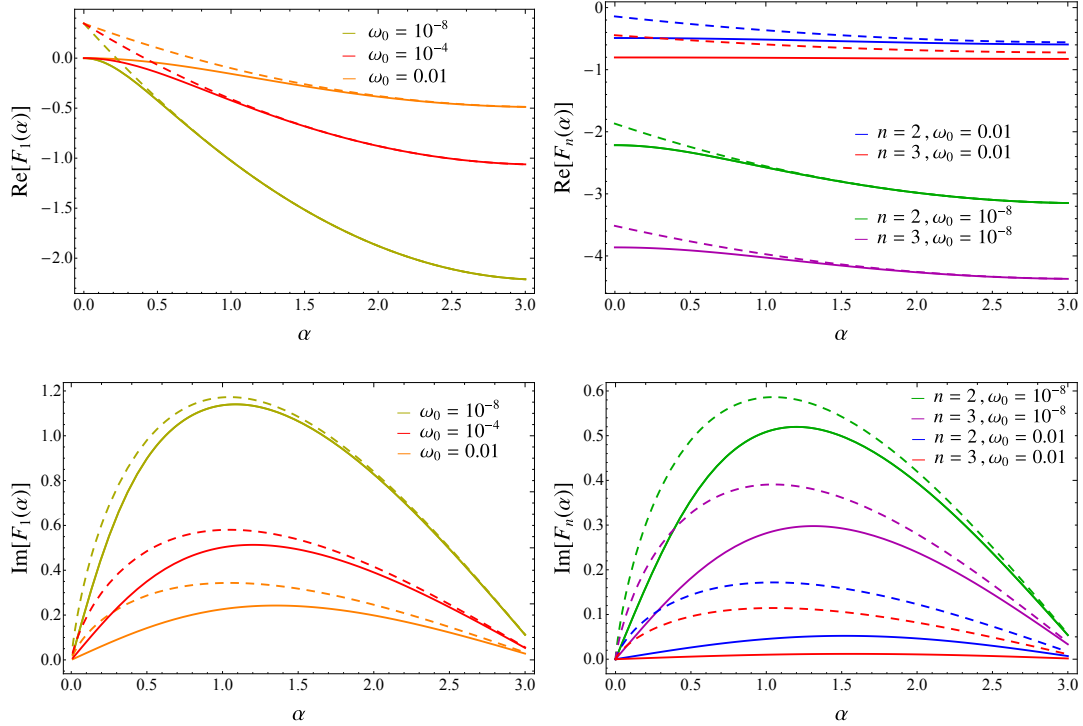 Re[F₁(α)]
0.0
−0.5
−1.0
−1.5
−2.0
ω₀ = 10⁻⁸
ω₀ = 10⁻⁴
ω₀ = 0.01
0.0 0.5 1.0 1.5 2.0 2.5 3.0
α
Re[Fₙ(α)]
0
−1
−2
−3
−4
n = 2 , ω₀ = 0.01
n = 3 , ω₀ = 0.01
n = 2 , ω₀ = 10⁻⁸
n = 3 , ω₀ = 10⁻⁸
0.0 0.5 1.0 1.5 2.0 2.5 3.0
α
Im[F₁(α)]
1.2
1.0
0.8
0.6
0.4
0.2
0.0
ω₀ = 10⁻⁸
ω₀ = 10⁻⁴
ω₀ = 0.01
0.0 0.5 1.0 1.5 2.0 2.5 3.0
α
Im[Fₙ(α)]
0.6
0.5
0.4
0.3
0.2
0.1
0.0
n = 2 , ω₀ = 10⁻⁸
n = 3 , ω₀ = 10⁻⁸
n = 2 , ω₀ = 0.01
n = 3 , ω₀ = 0.01
0.0 0.5 1.0 1.5 2.0 2.5 3.0
α